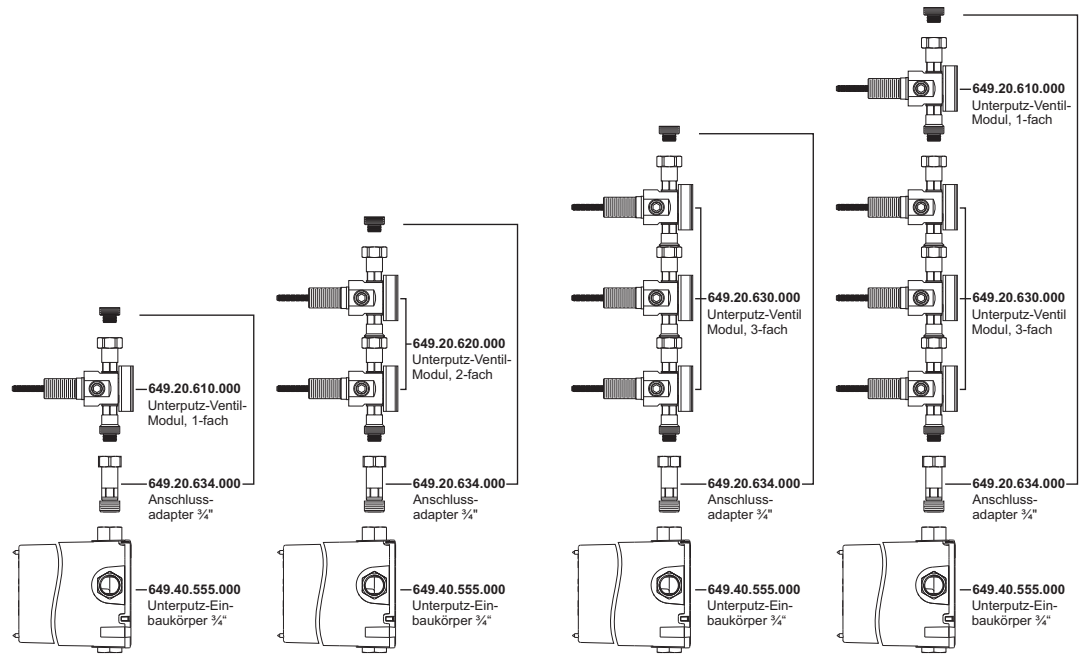 649.20.610.000
Unterputz-Ventil-
Modul, 1-fach
649.20.634.000
Anschluss-
adapter ¾"
649.40.555.000
Unterputz-Ein-
baukörper ¾“
649.20.620.000
Unterputz-Ventil-
Modul, 2-fach
649.20.634.000
Anschluss-
adapter ¾"
649.40.555.000
Unterputz-Ein-
baukörper ¾“
649.20.630.000
Unterputz-Ventil
Modul, 3-fach
649.20.634.000
Anschluss-
adapter ¾"
649.40.555.000
Unterputz-Ein-
baukörper ¾“
649.20.610.000
Unterputz-Ventil-
Modul, 1-fach
649.20.630.000
Unterputz-Ventil
Modul, 3-fach
649.20.634.000
Anschluss-
adapter ¾"
649.40.555.000
Unterputz-Ein-
baukörper ¾“